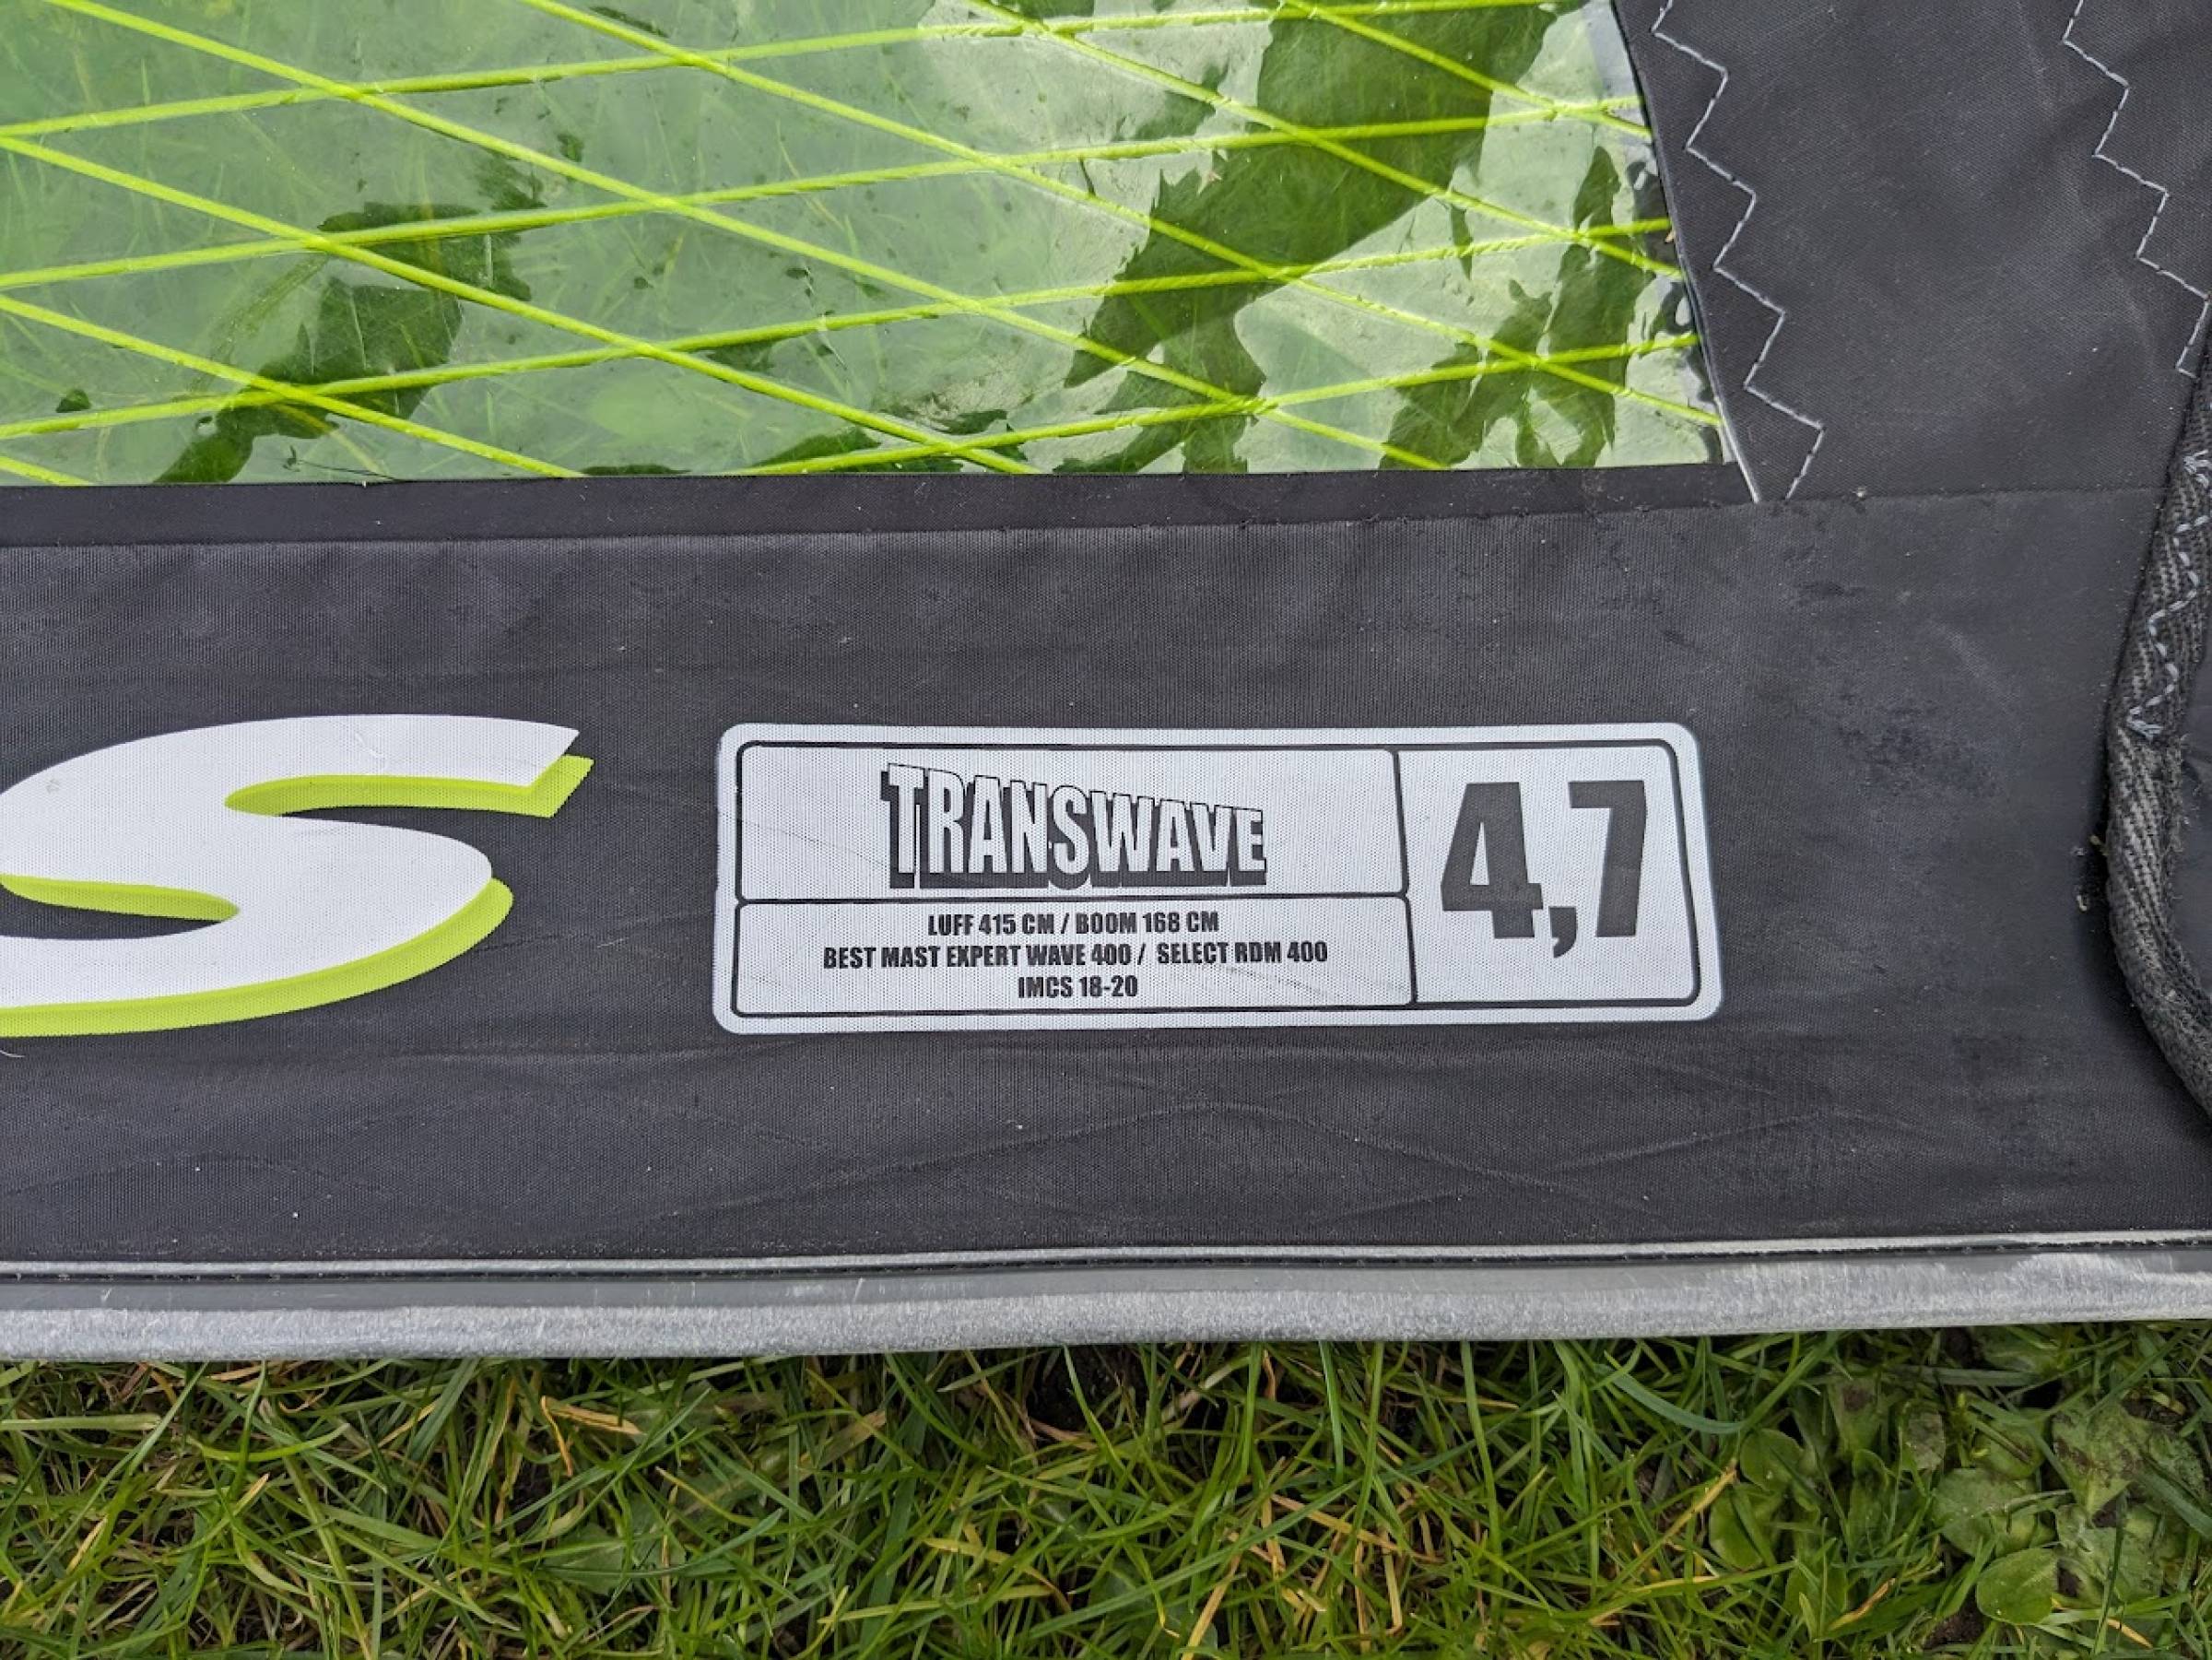 S
TRANSWAVE
4,7
LUFF 415 CM / BOOM 168 CM
BEST MAST EXPERT WAVE 400 / SELECT RDM 400
IMCS 18-20